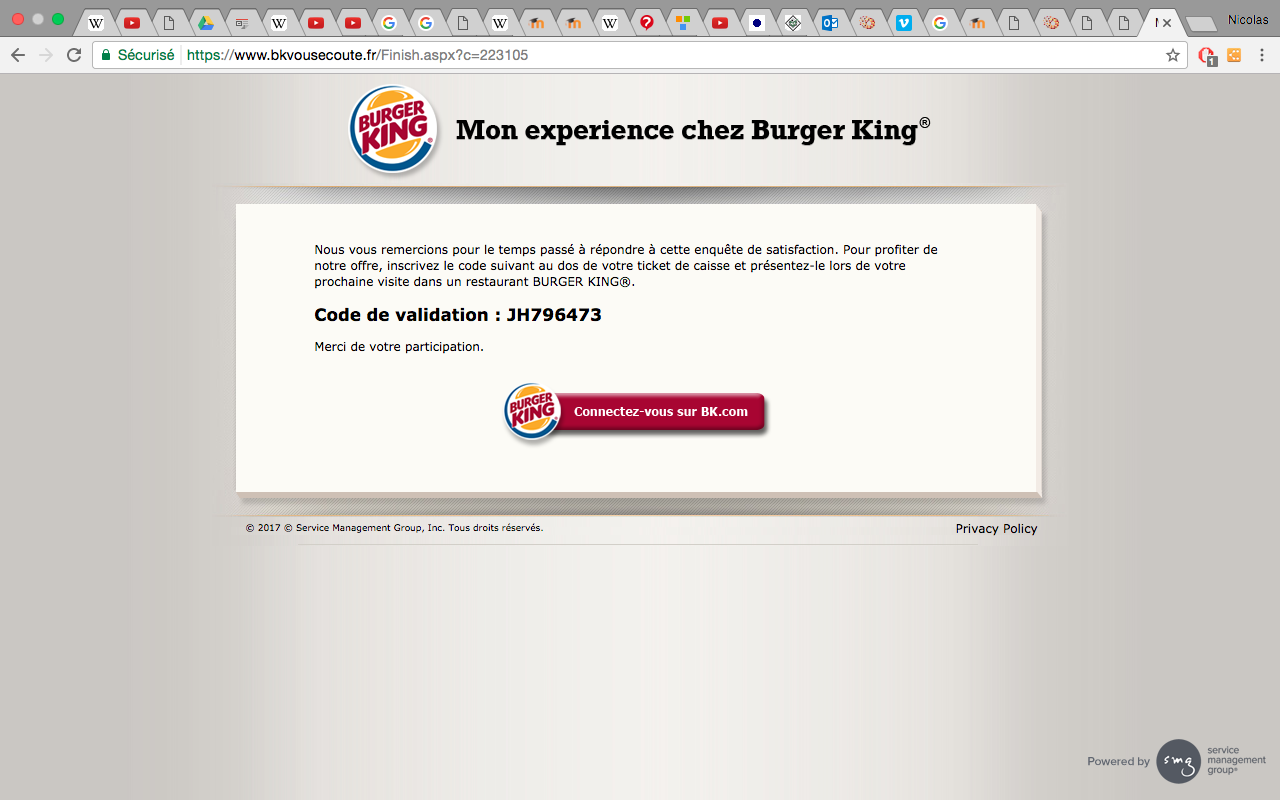 Nicolas
Sécurisé https://www.bkvousecoute.fr/Finish.aspx?c=223105
1
BURGER KING® Mon experience chez Burger King®
Nous vous remercions pour le temps passé à répondre à cette enquête de satisfaction. Pour profiter de
notre offre, inscrivez le code suivant au dos de votre ticket de caisse et présentez-le lors de votre
prochaine visite dans un restaurant BURGER KING®.
Code de validation : JH796473
Merci de votre participation.
BURGER KING Connectez-vous sur BK.com
© 2017 © Service Management Group, Inc. Tous droits réservés. Privacy Policy
Powered by smg service
management
group®